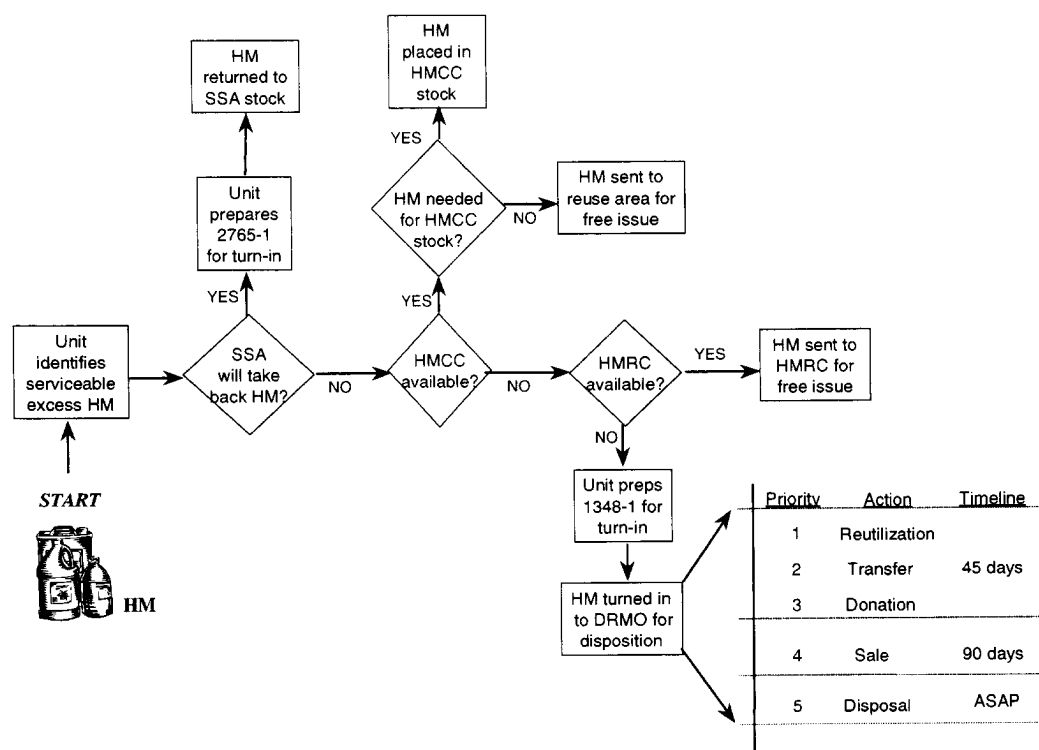 HM
returned to
SSA stock
HM
placed in
HMCC
stock
YES
Unit
prepares
2765-1
for turn-in
HM needed
for HMCC
stock?
NO
HM sent to
reuse area for
free issue
YES
YES
Unit
identifies
serviceable
excess HM
SSA
will take
back HM?
NO
HMCC
available?
NO
HMRC
available?
YES
HM sent to
HMRC for
free issue
NO
START
HM
Unit preps
1348-1 for
turn-in
HM turned in
to DRMO for
disposition
Priority Action Timeline
1 Reutilization
2 Transfer 45 days
3 Donation
4 Sale 90 days
5 Disposal ASAP